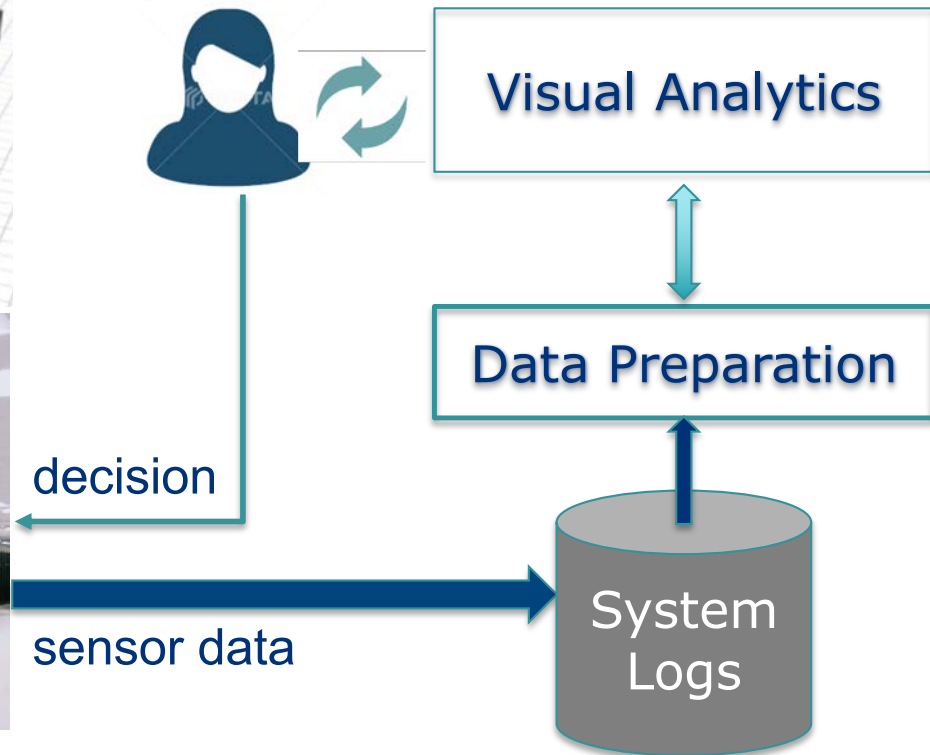 Visual Analytics
Data Preparation
decision
sensor data
System
Logs